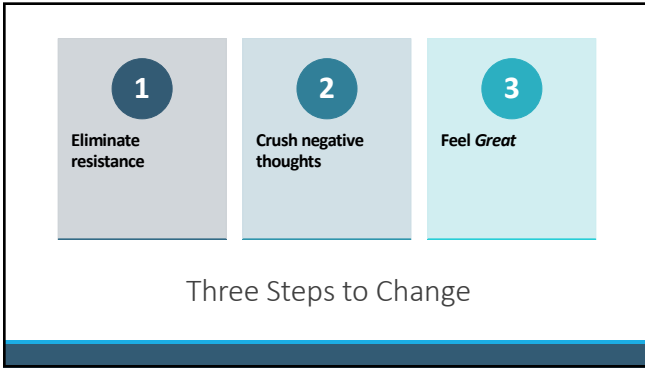 1
Eliminate
resistance
2
Crush negative
thoughts
3
Feel Great
Three Steps to Change